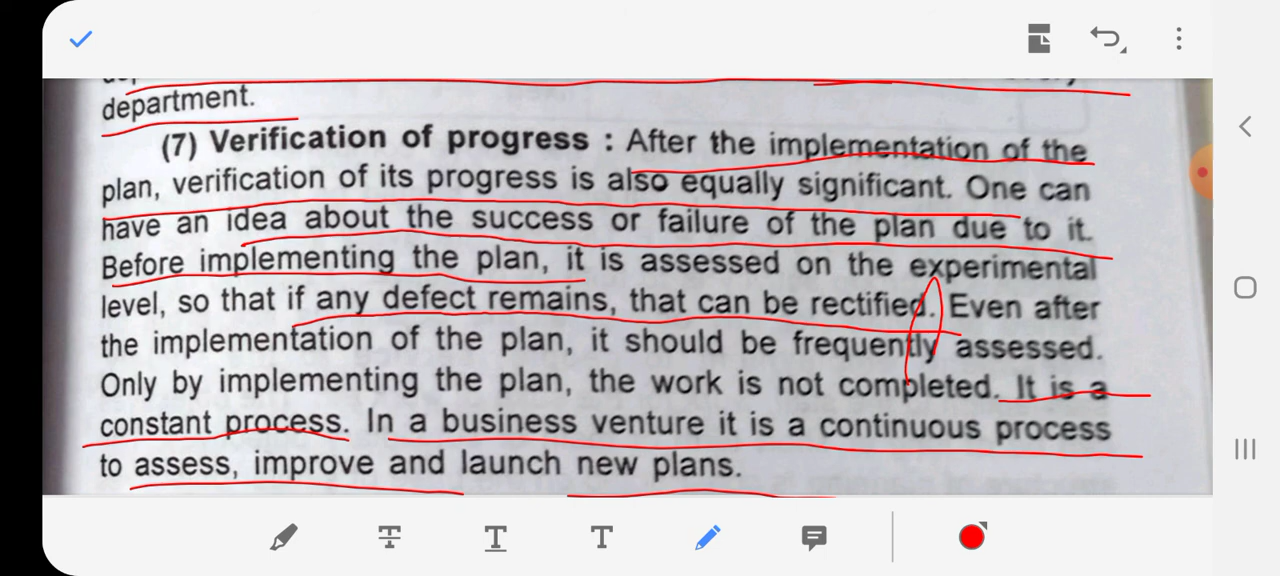 department.
(7) Verification of progress : After the implementation of the
plan, verification of its progress is also equally significant. One can
have an idea about the success or failure of the plan due to it.
Before implementing the plan, it is assessed on the experimental
level, so that if any defect remains, that can be rectified. Even after
the implementation of the plan, it should be frequently assessed.
Only by implementing the plan, the work is not completed. It is a
constant process. In a business venture it is a continuous process
to assess, improve and launch new plans.